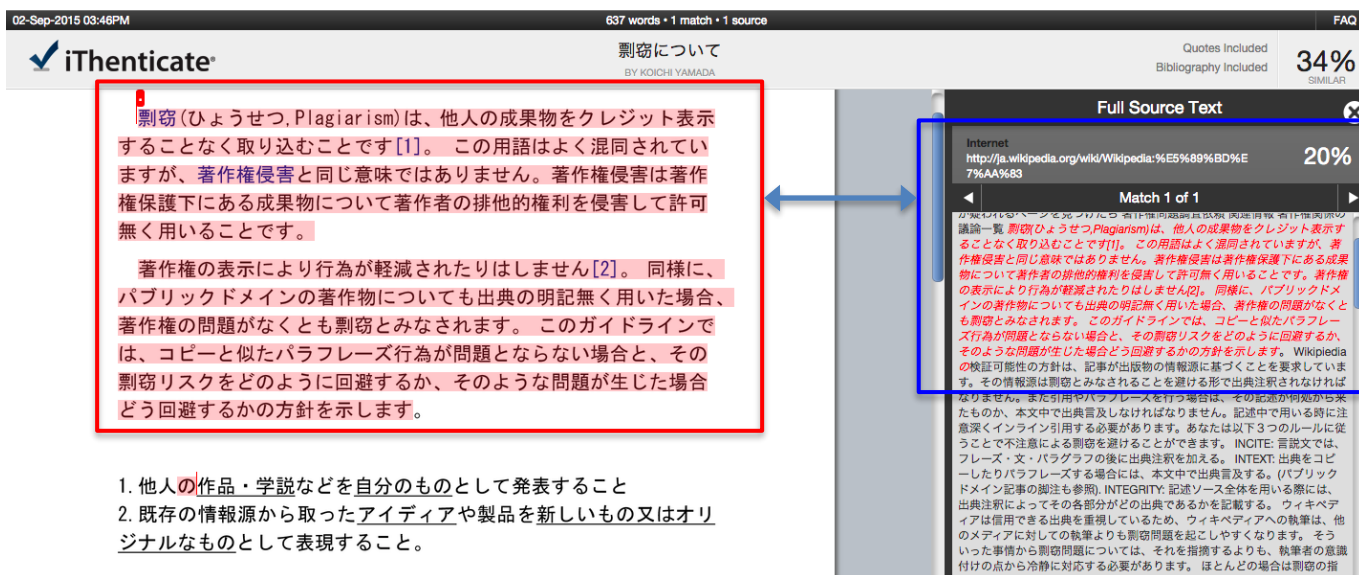 02-Sep-2015 03:46PM
637 words • 1 match • 1 source
FAQ
iThenticate
剽窃について
BY KOICHI YAMADA
Quotes Included
Bibliography Included
34%
SIMILAR
剽窃(ひょうせつ,Plagiarism)は、他人の成果物をクレジット表示
することなく取り込むことです[1]。 この用語はよく混同されてい
ますが、著作権侵害と同じ意味ではありません。著作権侵害は著作
権保護下にある成果物について著作者の排他的権利を侵害して許可
無く用いることです。
著作権の表示により行為が軽減されたりはしません[2]。 同様に、
パブリックドメインの著作物についても出典の明記無く用いた場合、
著作権の問題がなくとも剽窃とみなされます。 このガイドラインで
は、コピーと似たパラフレーズ行為が問題とならない場合と、その
剽窃リスクをどのように回避するか、そのような問題が生じた場合
どう回避するかの方針を示します。
1. 他人の作品・学説などを自分のものとして発表すること
2. 既存の情報源から取ったアイディアや製品を新しいもの又はオリ
ジナルなものとして表現すること。
Full Source Text
Internet
http://ja.wikipedia.org/wiki/Wikipedia:%E5%89%BD%E
7%AA%83
20%
Match 1 of 1
が疑われるページを見つけたら 著作権問題調査依頼 関連情報 著作権関係の
議論一覧 剽窃(ひょうせつ,Plagiarism)は、他人の成果物をクレジット表示す
ることなく取り込むことです[1]。 この用語はよく混同されていますが、著
作権侵害と同じ意味ではありません。著作権侵害は著作権保護下にある成果
物について著作者の排他的権利を侵害して許可無く用いることです。著作権
の表示により行為が軽減されたりはしません[2]。 同様に、パブリックドメ
インの著作物についても出典の明記無く用いた場合、著作権の問題がなくと
も剽窃とみなされます。 このガイドラインでは、コピーと似たパラフレー
ズ行為が問題とならない場合と、その剽窃リスクをどのように回避するか、
そのような問題が生じた場合どう回避するかの方針を示します。 Wikipedia
の検証可能性の方針は、記事が出版物の情報源に基づくことを要求していま
す。その情報源は剽窃とみなされることを避ける形で出典注釈されなければ
なりません。また引用やパラフレーズを行う場合は、その記述が何処から来
たものか、本文中で出典言及しなければなりません。記述中で用いる時に注
意深くインライン引用する必要があります。あなたは以下３つのルールに従
うことで不注意による剽窃を避けることができます。 INCITE: 言説文では、
フレーズ・文・パラグラフの後に出典注釈を加える。 INTEXT: 出典をコピ
ーしたりパラフレーズする場合には、本文中で出典言及する。(パブリック
ドメイン記事の脚注も参照). INTEGRITY: 記述ソース全体を用いる際には、
出典注釈によってその各部分がどの出典であるかを記載する。 ウィキペデ
ィアは信用できる出典を重視しているため、ウィキペディアへの執筆は、他
のメディアに対しての執筆よりも剽窃問題を起こしやすくなります。 そう
いった事情から剽窃問題については、それを指摘するよりも、執筆者の意識
付けの点から冷静に対応する必要があります。 ほとんどの場合は剽窃の指